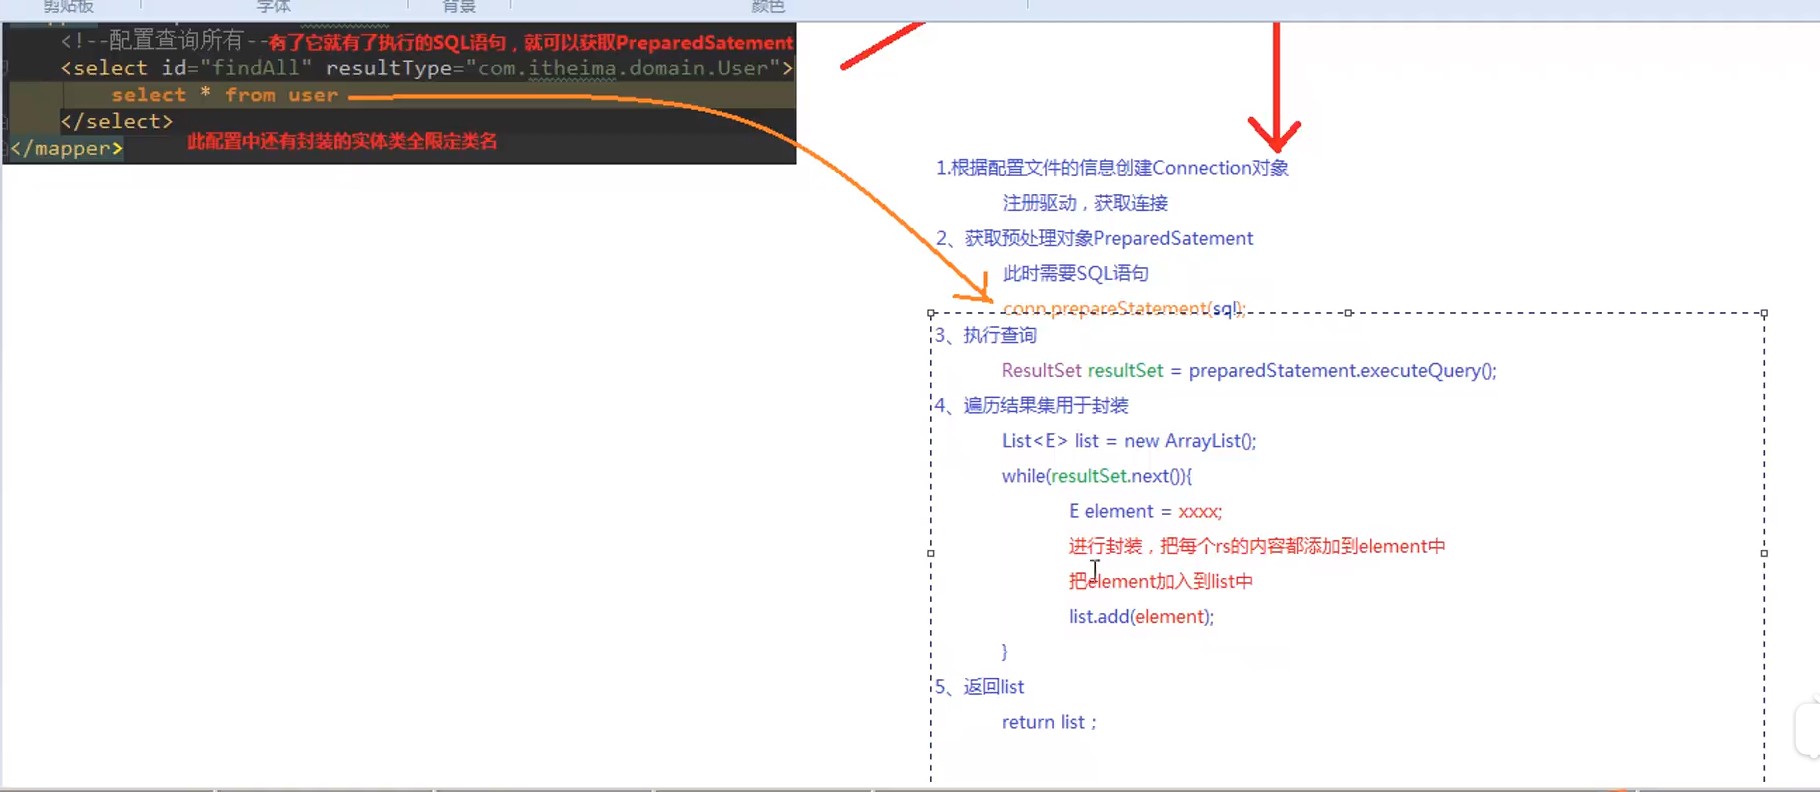 剪贴板
字体
背景
颜色
<!--配置查询所有--有了它就有了执行的SQL语句，就可以获取PreparedSatement
<select id="findAll" resultType="com.itheima.domain.User">
select * from user
</select>
此配置中还有封装的实体类全限定类名
</mapper>
1.根据配置文件的信息创建Connection对象
注册驱动，获取连接
2、获取预处理对象PreparedSatement
此时需要SQL语句
conn.prepareStatement(sql);
3、执行查询
ResultSet resultSet = preparedStatement.executeQuery();
4、遍历结果集用于封装
List<E> list = new ArrayList();
while(resultSet.next()){
E element = xxxx;
进行封装，把每个rs的内容都添加到element中
把element加入到list中
list.add(element);
}
5、返回list
return list ;